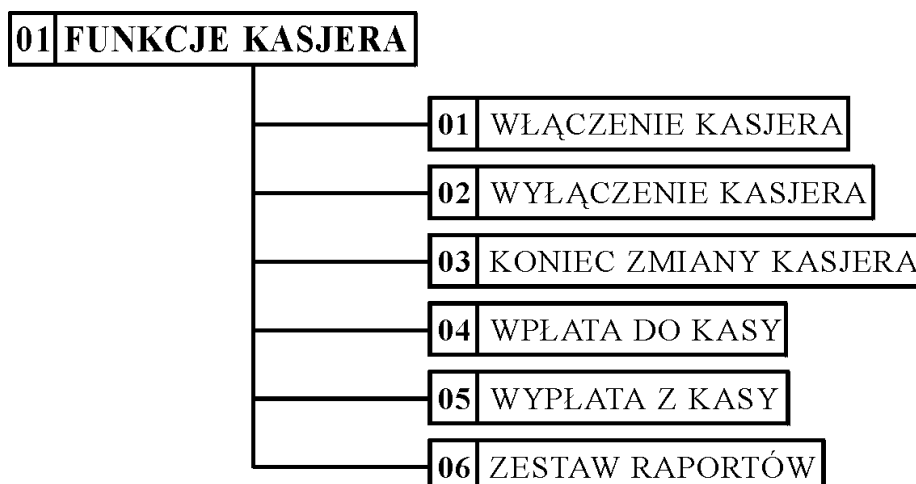 01 FUNKCJE KASJERA
01 WŁĄCZENIE KASJERA
02 WYŁĄCZENIE KASJERA
03 KONIEC ZMIANY KASJERA
04 WPŁATA DO KASY
05 WYPŁATA Z KASY
06 ZESTAW RAPORTÓW